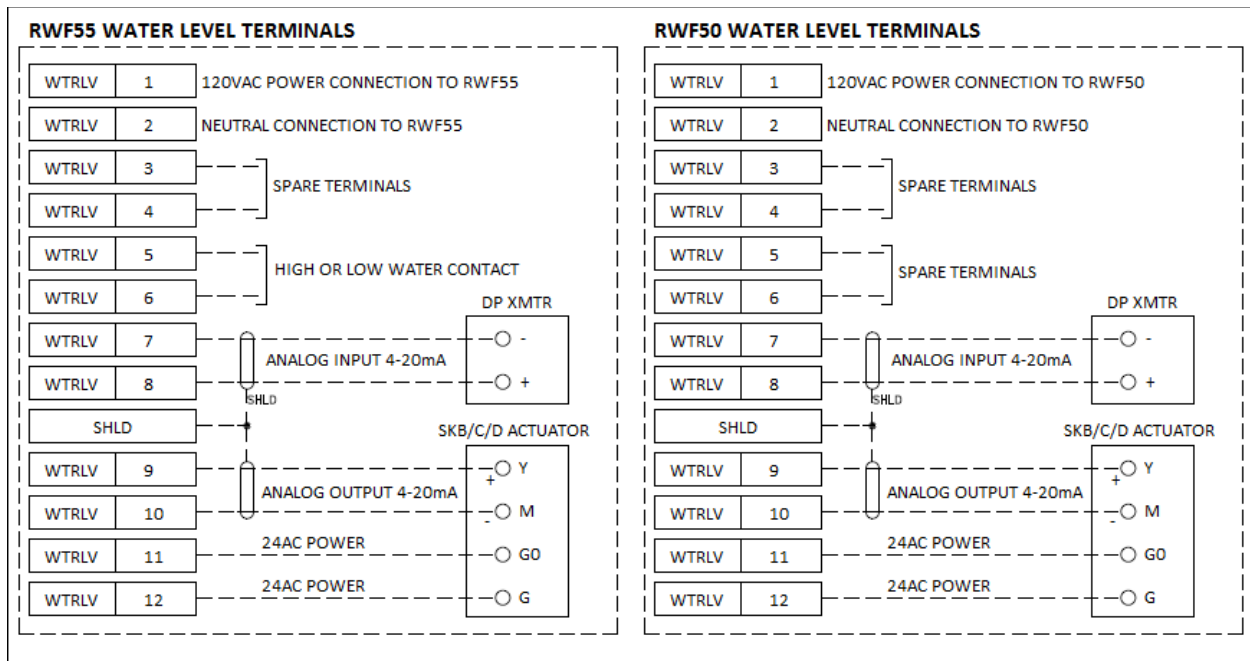 RWF55 WATER LEVEL TERMINALS
WTRLV 1 120VAC POWER CONNECTION TO RWF55
WTRLV 2 NEUTRAL CONNECTION TO RWF55
WTRLV 3
SPARE TERMINALS
WTRLV 4
WTRLV 5
HIGH OR LOW WATER CONTACT
WTRLV 6
DP XMTR
WTRLV 7 -
ANALOG INPUT 4-20mA
WTRLV 8 +
SHLD
SHLD
SKB/C/D ACTUATOR
WTRLV 9 + Y
ANALOG OUTPUT 4-20mA
WTRLV 10 - M
24AC POWER
WTRLV 11 G0
24AC POWER
WTRLV 12 G
RWF50 WATER LEVEL TERMINALS
WTRLV 1 120VAC POWER CONNECTION TO RWF50
WTRLV 2 NEUTRAL CONNECTION TO RWF50
WTRLV 3
SPARE TERMINALS
WTRLV 4
WTRLV 5
SPARE TERMINALS
WTRLV 6
DP XMTR
WTRLV 7 -
ANALOG INPUT 4-20mA
WTRLV 8 +
SHLD
SHLD
SKB/C/D ACTUATOR
WTRLV 9 + Y
ANALOG OUTPUT 4-20mA
WTRLV 10 - M
24AC POWER
WTRLV 11 G0
24AC POWER
WTRLV 12 G